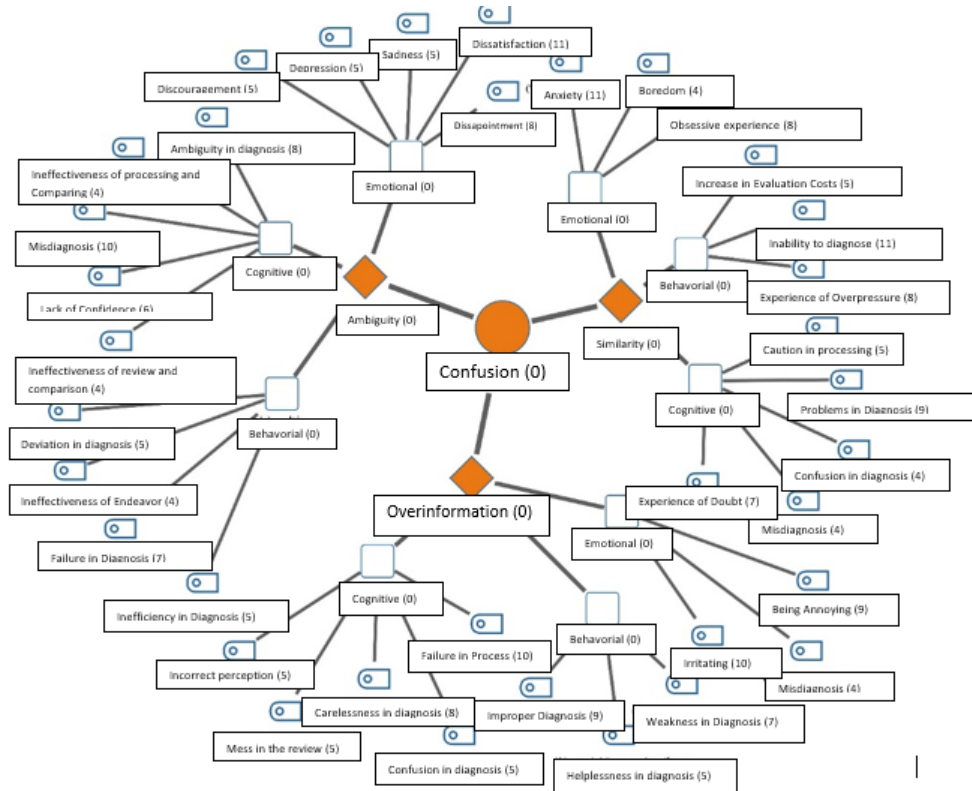 Dissatisfaction (11)
Sadness (5)
Depression (5)
Discouragement (5)
Dissapointment (8)
Anxiety (11)
Boredom (4)
Obsessive experience (8)
Ambiguity in diagnosis (8)
Ineffectiveness of processing and
Comparing (4)
Emotional (0)
Emotional (0)
Increase in Evaluation Costs (5)
Misdiagnosis (10)
Cognitive (0)
Inability to diagnose (11)
Behavorial (0)
Experience of Overpressure (8)
Lack of Confidence (6)
Ambiguity (0)
Similarity (0)
Caution in processing (5)
Ineffectiveness of review and
comparison (4)
Confusion (0)
Cognitive (0)
Problems in Diagnosis (9)
Behavorial (0)
Deviation in diagnosis (5)
Confusion in diagnosis (4)
Ineffectiveness of Endeavor (4)
Overinformation (0)
Experience of Doubt (7)
Misdiagnosis (4)
Failure in Diagnosis (7)
Emotional (0)
Cognitive (0)
Being Annoying (9)
Inefficiency in Diagnosis (5)
Behavorial (0)
Failure in Process (10)
Irritating (10)
Incorrect perception (5)
Misdiagnosis (4)
Carelessness in diagnosis (8)
Improper Diagnosis (9)
Weakness in Diagnosis (7)
Mess in the review (5)
Confusion in diagnosis (5)
Helplessness in diagnosis (5)